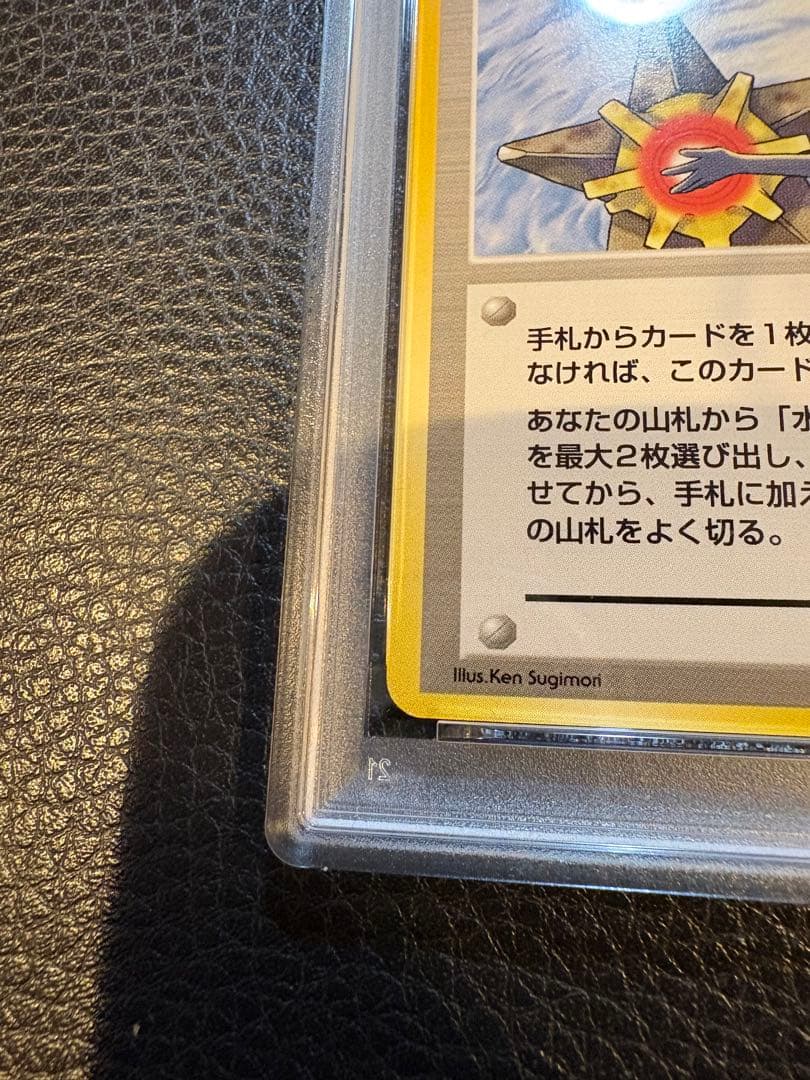 手札からカードを1枚
なければ、このカード
あなたの山札から「水
を最大2枚選び出し、
せてから、手札に加え
の山札をよく切る。
Illus.Ken Sugimori
21